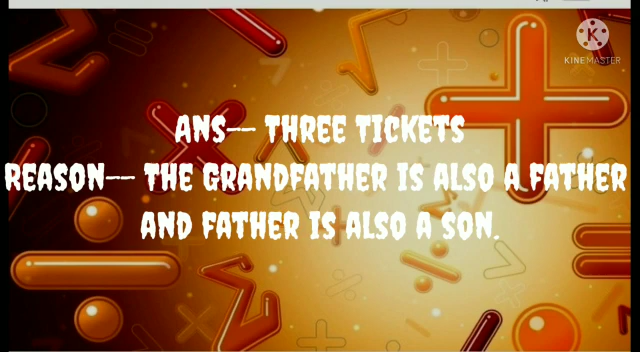 KINEMASTER
ANS-- THREE TICKETS
REASON-- THE GRANDFATHER IS ALSO A FATHER
AND FATHER IS ALSO A SON.